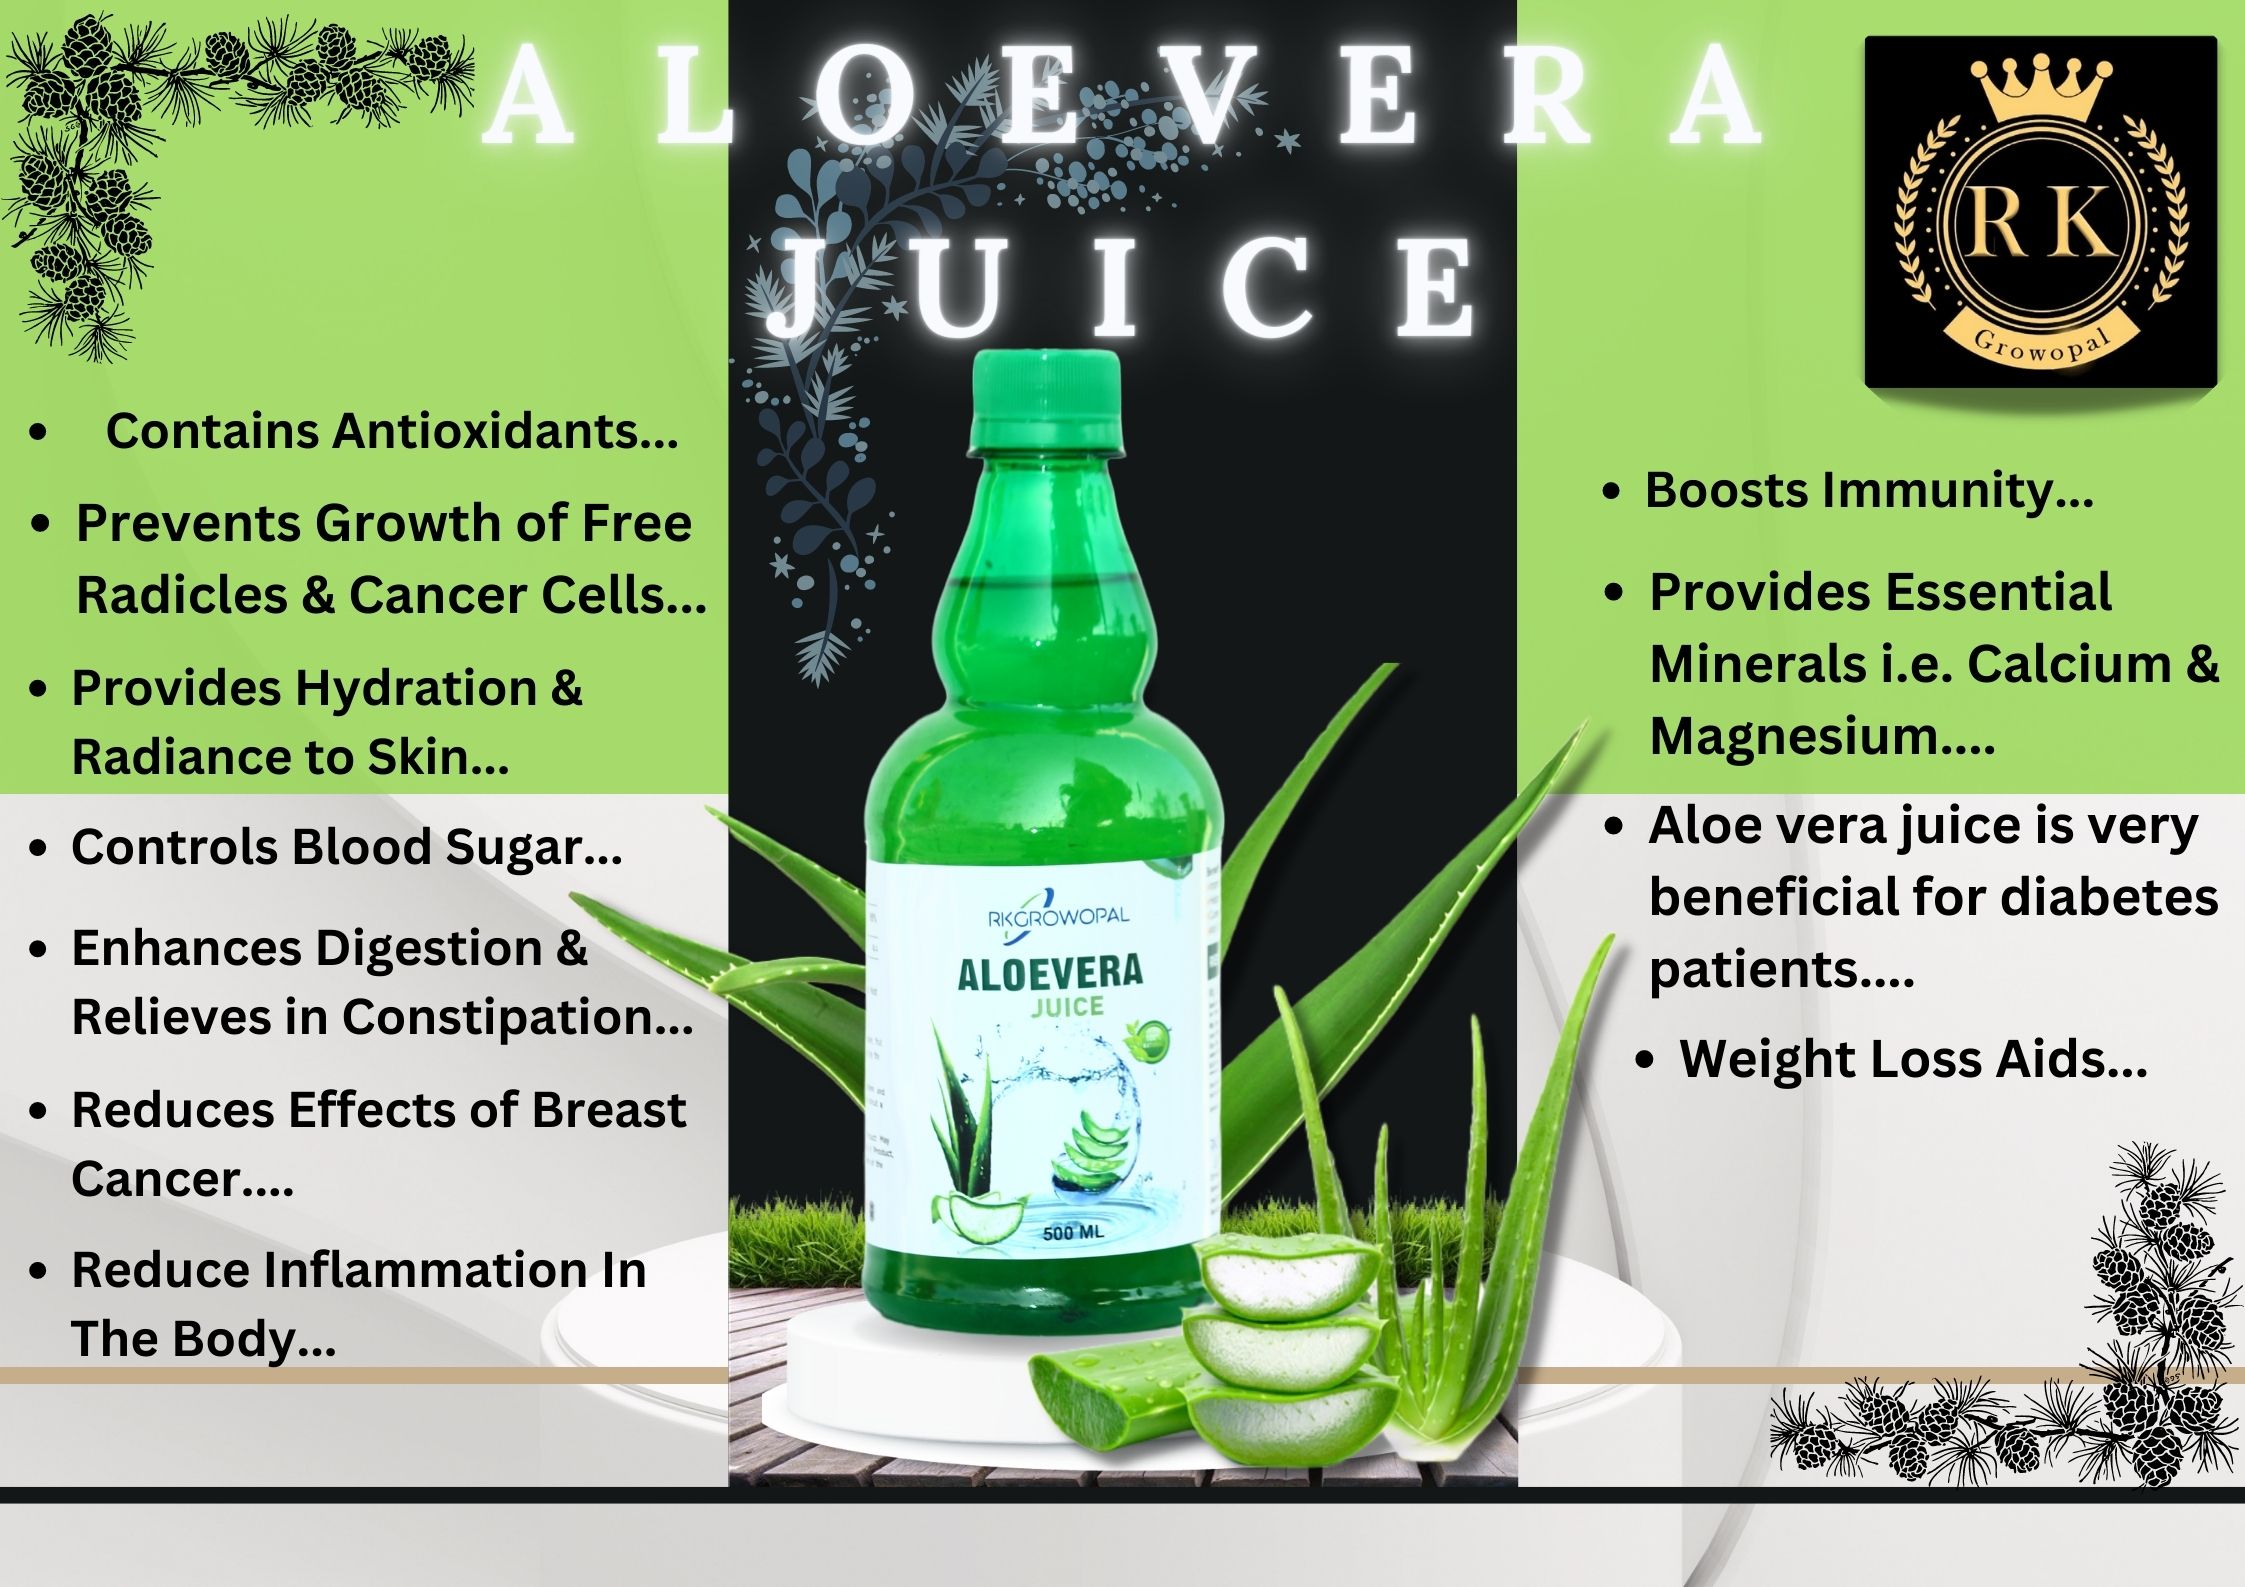 ALOEVERA
JUICE
RK
Growopal
• Contains Antioxidants...
• Prevents Growth of Free
Radicles & Cancer Cells...
• Provides Hydration &
Radiance to Skin...
• Controls Blood Sugar...
• Enhances Digestion &
Relieves in Constipation...
• Reduces Effects of Breast
Cancer....
• Reduce Inflammation In
The Body...
RKGROWOPAL
ALOEVERA
JUICE
500 ML
• Boosts Immunity...
• Provides Essential
Minerals i.e. Calcium &
Magnesium....
• Aloe vera juice is very
beneficial for diabetes
patients....
• Weight Loss Aids...